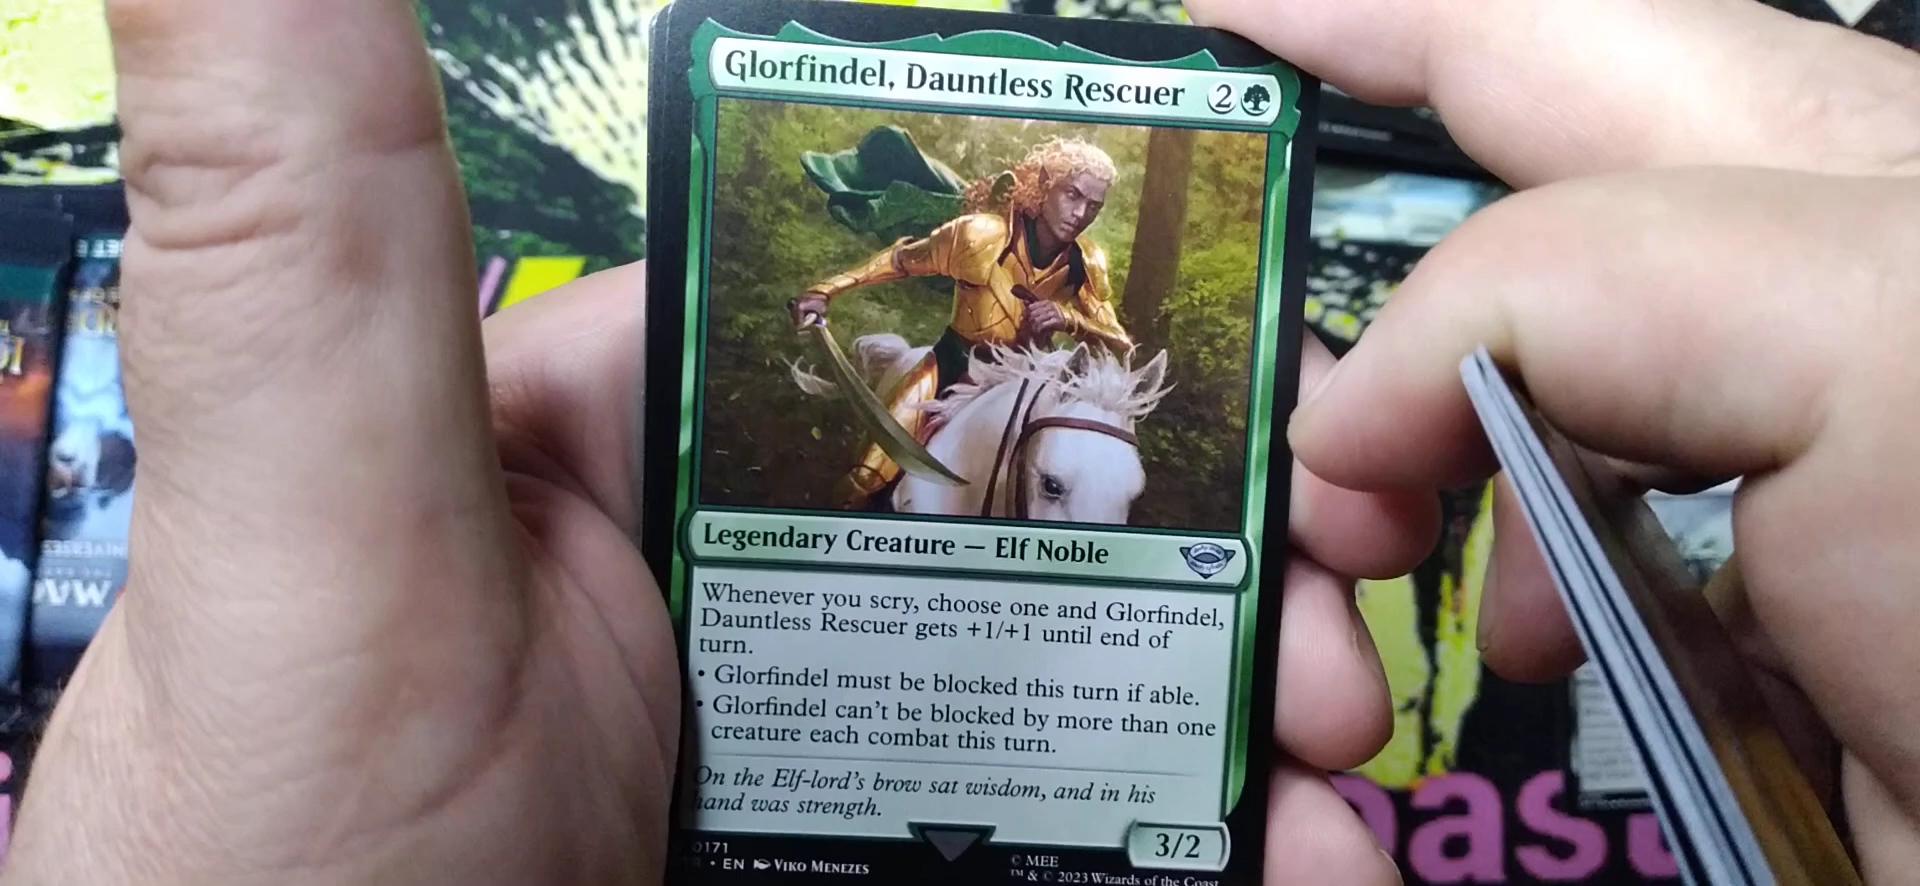 Glorfindel, Dauntless Rescuer 2
Legendary Creature — Elf Noble
Whenever you scry, choose one and Glorfindel,
Dauntless Rescuer gets +1/+1 until end of
turn.
• Glorfindel must be blocked this turn if able.
• Glorfindel can't be blocked by more than one
creature each combat this turn.
On the Elf-lord's brow sat wisdom, and in his
hand was strength.
3/2
0171
• EN Viko Menezes
© MEE
™ & © 2023 Wizards of the Coast